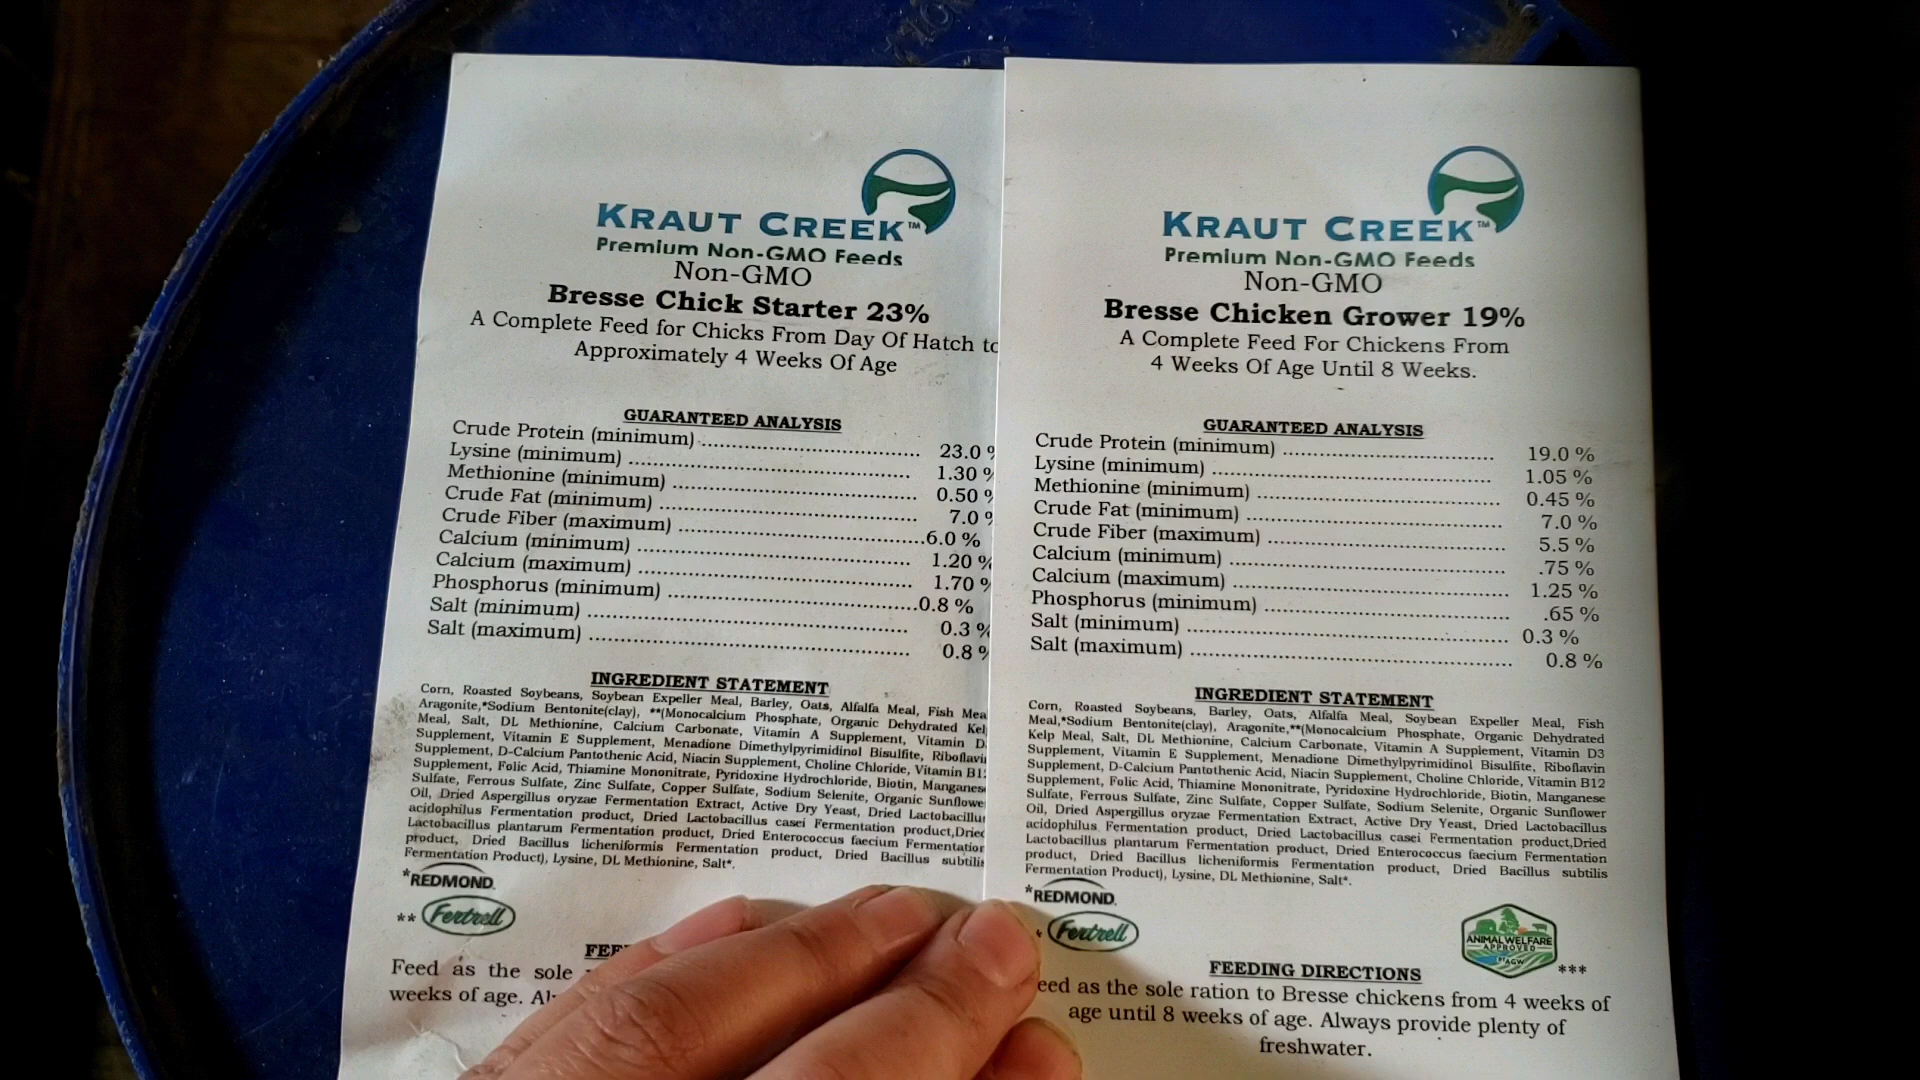 KRAUT CREEK™
Premium Non-GMO Feeds
Non-GMO
Bresse Chick Starter 23%
A Complete Feed for Chicks From Day Of Hatch to
Approximately 4 Weeks Of Age
GUARANTEED ANALYSIS
Crude Protein (minimum) 23.0 %
Lysine (minimum) 1.30 %
Methionine (minimum) 0.50 %
Crude Fat (minimum) 7.0 %
Crude Fiber (maximum) 6.0 %
Calcium (minimum) 1.20 %
Calcium (maximum) 1.70 %
Phosphorus (minimum) 0.8 %
Salt (minimum) 0.3 %
Salt (maximum) 0.8 %
INGREDIENT STATEMENT
Corn, Roasted Soybeans, Soybean Expeller Meal, Barley, Oats, Alfalfa Meal, Fish Mea
Aragonite,*Sodium Bentonite(clay), **(Monocalcium Phosphate, Organic Dehydrated Kel
Meal, Salt, DL Methionine, Calcium Carbonate, Vitamin A Supplement, Vitamin D
Supplement, Vitamin E Supplement, Menadione Dimethylpyrimidinol Bisulfite, Riboflavi
Supplement, D-Calcium Pantothenic Acid, Niacin Supplement, Choline Chloride, Vitamin B12
Supplement, Folic Acid, Thiamine Mononitrate, Pyridoxine Hydrochloride, Biotin, Manganese
Sulfate, Ferrous Sulfate, Zinc Sulfate, Copper Sulfate, Sodium Selenite, Organic Sunflowe
Oil, Dried Aspergillus oryzae Fermentation Extract, Active Dry Yeast, Dried Lactobacillus
acidophilus Fermentation product, Dried Lactobacillus casei Fermentation product,Dried
Lactobacillus plantarum Fermentation product, Dried Enterococcus faecium Fermentation
product, Dried Bacillus licheniformis Fermentation product, Dried Bacillus subtilis
Fermentation Product), Lysine, DL Methionine, Salt*.
*REDMOND
** Fertrell
FEE
Feed as the sole
weeks of age. Al
KRAUT CREEK™
Premium Non-GMO Feeds
Non-GMO
Bresse Chicken Grower 19%
A Complete Feed For Chickens From
4 Weeks Of Age Until 8 Weeks.
GUARANTEED ANALYSIS
Crude Protein (minimum) 19.0 %
Lysine (minimum) 1.05 %
Methionine (minimum) 0.45 %
Crude Fat (minimum) 7.0 %
Crude Fiber (maximum) 5.5 %
Calcium (minimum) .75 %
Calcium (maximum) 1.25 %
Phosphorus (minimum) .65 %
Salt (minimum) 0.3 %
Salt (maximum) 0.8 %
INGREDIENT STATEMENT
Corn, Roasted Soybeans, Barley, Oats, Alfalfa Meal, Soybean Expeller Meal, Fish
Meal,*Sodium Bentonite(clay), Aragonite,**(Monocalcium Phosphate, Organic Dehydrated
Kelp Meal, Salt, DL Methionine, Calcium Carbonate, Vitamin A Supplement, Vitamin D3
Supplement, Vitamin E Supplement, Menadione Dimethylpyrimidinol Bisulfite, Riboflavin
Supplement, D-Calcium Pantothenic Acid, Niacin Supplement, Choline Chloride, Vitamin B12
Supplement, Folic Acid, Thiamine Mononitrate, Pyridoxine Hydrochloride, Biotin, Manganese
Sulfate, Ferrous Sulfate, Zinc Sulfate, Copper Sulfate, Sodium Selenite, Organic Sunflower
Oil, Dried Aspergillus oryzae Fermentation Extract, Active Dry Yeast, Dried Lactobacillus
acidophilus Fermentation product, Dried Lactobacillus casei Fermentation product,Dried
Lactobacillus plantarum Fermentation product, Dried Enterococcus faecium Fermentation
product, Dried Bacillus licheniformis Fermentation product, Dried Bacillus subtilis
Fermentation Product), Lysine, DL Methionine, Salt*.
*REDMOND
* Fertrell
ANIMAL WELFARE
APPROVED
BY AGW
***
FEEDING DIRECTIONS
eed as the sole ration to Bresse chickens from 4 weeks of
age until 8 weeks of age. Always provide plenty of
freshwater.